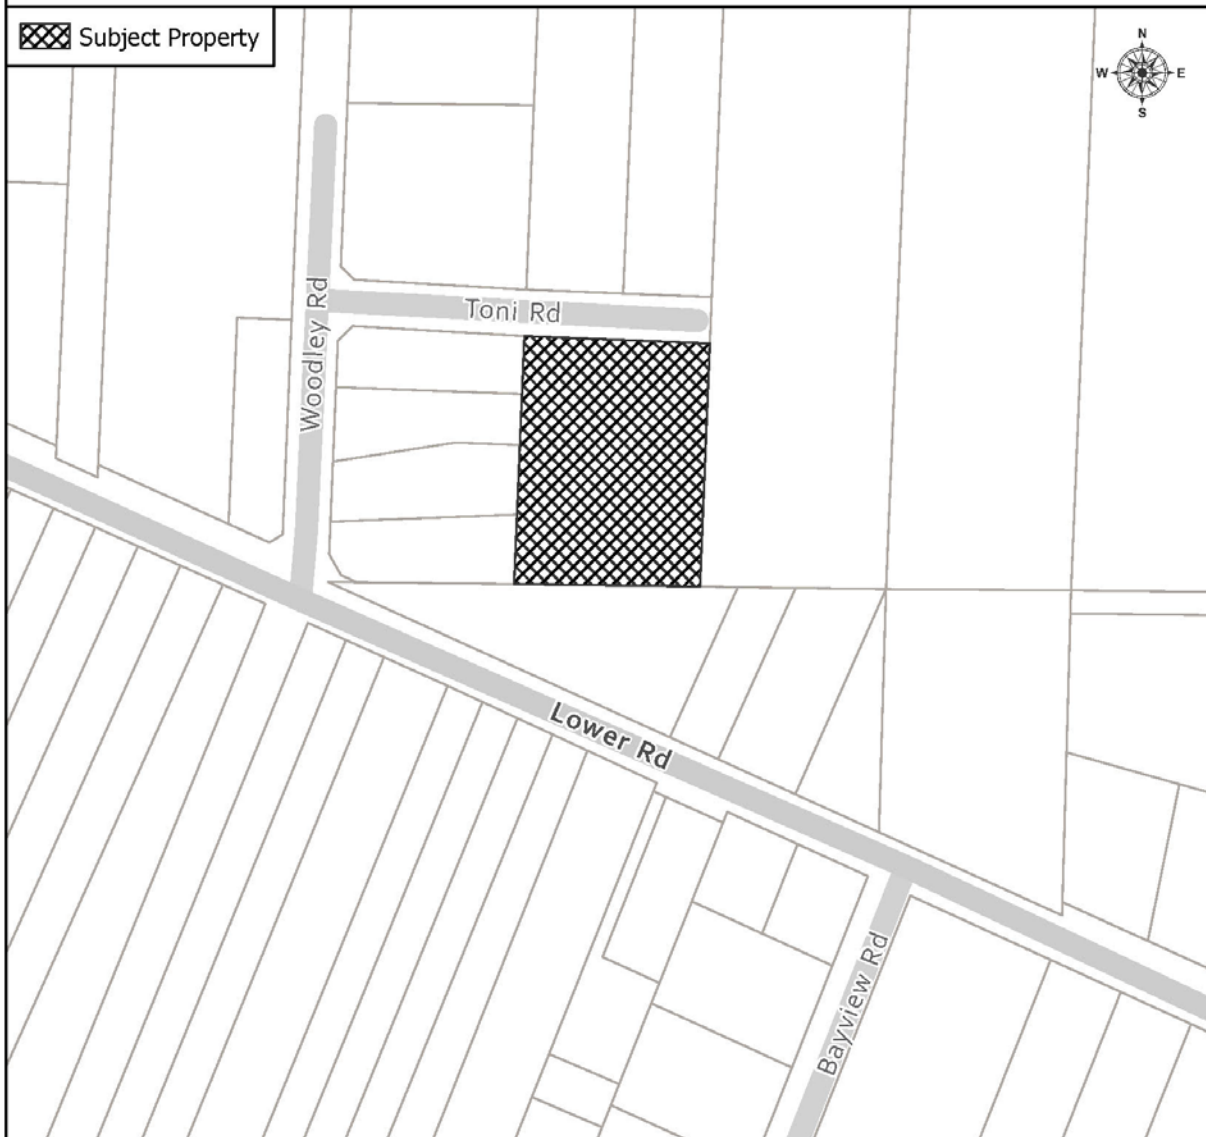 Subject Property
N
W E
S
Toni Rd
Woodley Rd
Lower Rd
Bayview Rd